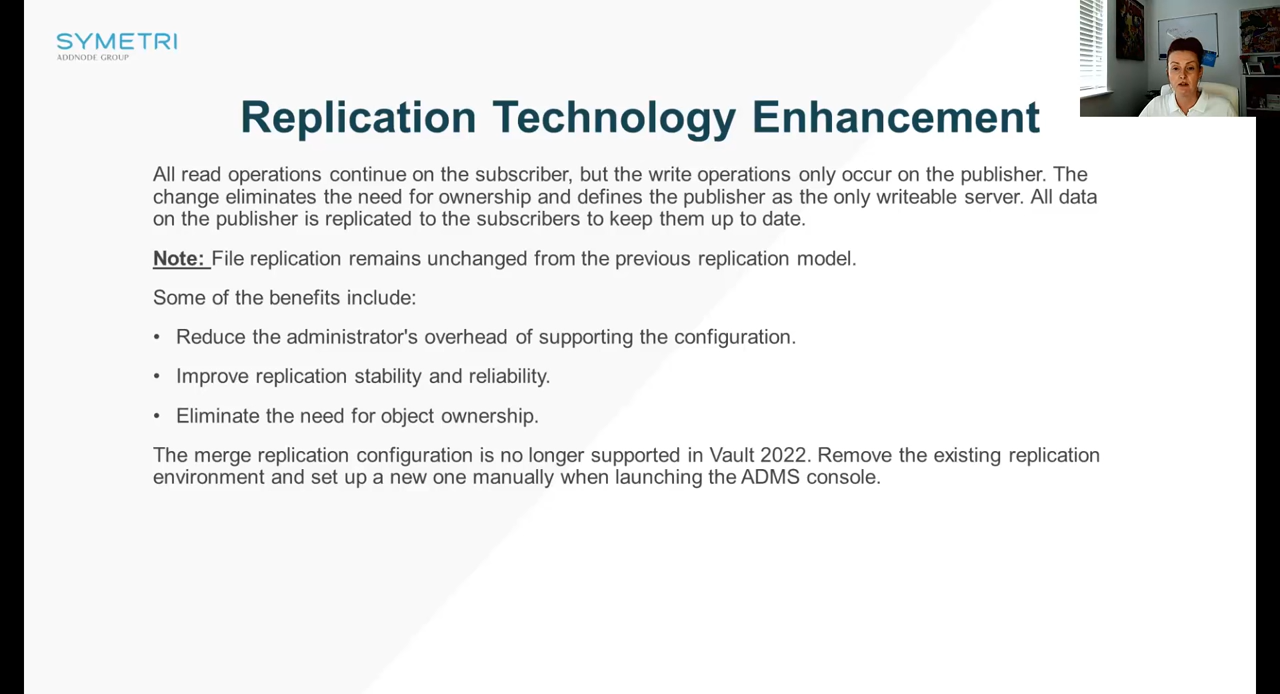 SYMETRI
ADDNODE GROUP
Replication Technology Enhancement
All read operations continue on the subscriber, but the write operations only occur on the publisher. The
change eliminates the need for ownership and defines the publisher as the only writeable server. All data
on the publisher is replicated to the subscribers to keep them up to date.
Note: File replication remains unchanged from the previous replication model.
Some of the benefits include:
• Reduce the administrator's overhead of supporting the configuration.
• Improve replication stability and reliability.
• Eliminate the need for object ownership.
The merge replication configuration is no longer supported in Vault 2022. Remove the existing replication
environment and set up a new one manually when launching the ADMS console.